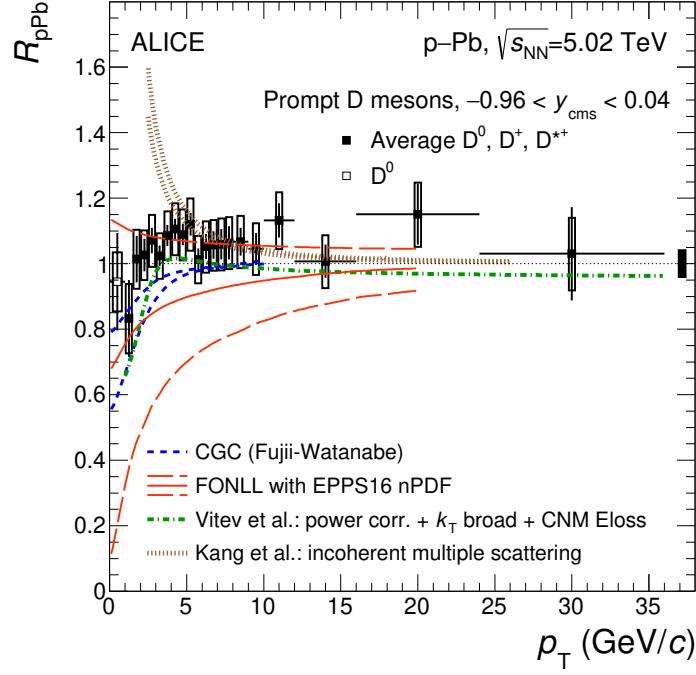 ALICE
p–Pb, √s_NN=5.02 TeV
Prompt D mesons, –0.96 < y_cms < 0.04
Average D⁰, D⁺, D*⁺
D⁰
CGC (Fujii-Watanabe)
FONLL with EPPS16 nPDF
Vitev et al.: power corr. + k_T broad + CNM Eloss
Kang et al.: incoherent multiple scattering
R_pPb
1.6
1.4
1.2
1
0.8
0.6
0.4
0.2
0
0 5 10 15 20 25 30 35
p_T (GeV/c)